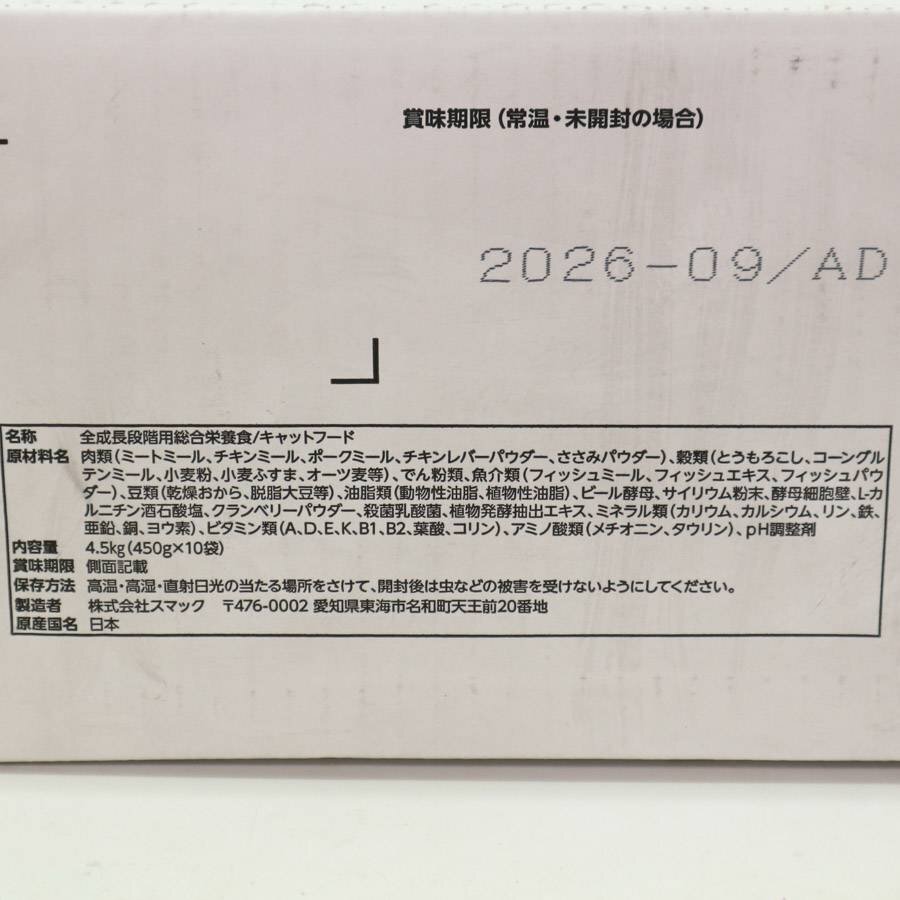 賞味期限（常温・未開封の場合）
2026-09/AD
名称 全成長段階用総合栄養食/キャットフード
原材料名 肉類（ミートミール、チキンミール、ポークミール、チキンレバーパウダー、ささみパウダー）、穀類（とうもろこし、コーングル
テンミール、小麦粉、小麦ふすま、オーツ麦等）、でん粉類、魚介類（フィッシュミール、フィッシュエキス、フィッシュパウ
ダー）、豆類（乾燥おから、脱脂大豆等）、油脂類（動物性油脂、植物性油脂）、ビール酵母、サイリウム粉末、酵母細胞壁、L-カ
ルニチン酒石酸塩、クランベリーパウダー、殺菌乳酸菌、植物発酵抽出エキス、ミネラル類（カリウム、カルシウム、リン、鉄、
亜鉛、銅、ヨウ素）、ビタミン類（A、D、E、K、B1、B2、葉酸、コリン）、アミノ酸類（メチオニン、タウリン）、pH調整剤
内容量 4.5kg（450g×10袋）
賞味期限 側面記載
保存方法 高温・高湿・直射日光の当たる場所をさけて、開封後は虫などの被害を受けないようにしてください。
製造者 株式会社スマック 〒476-0002 愛知県東海市名和町天王前20番地
原産国名 日本